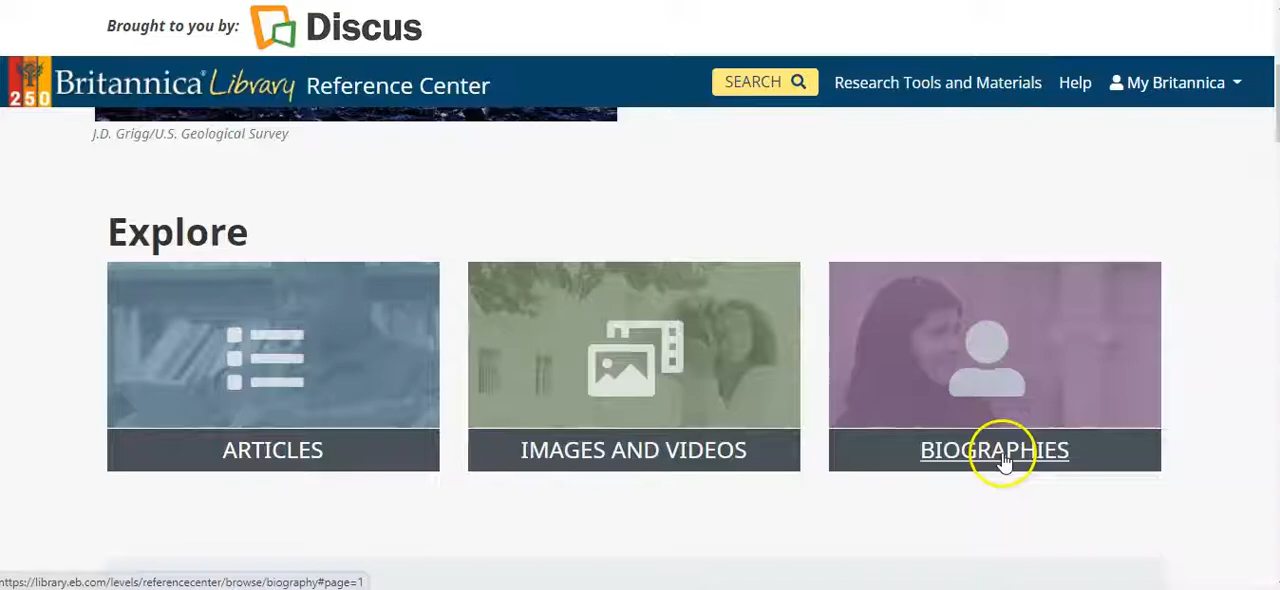 Brought to you by: Discus
250 Britannica Library Reference Center SEARCH Research Tools and Materials Help My Britannica
J.D. Grigg/U.S. Geological Survey
Explore
ARTICLES IMAGES AND VIDEOS BIOGRAPHIES
https://library.eb.com/levels/referencecenter/browse/biography#page=1